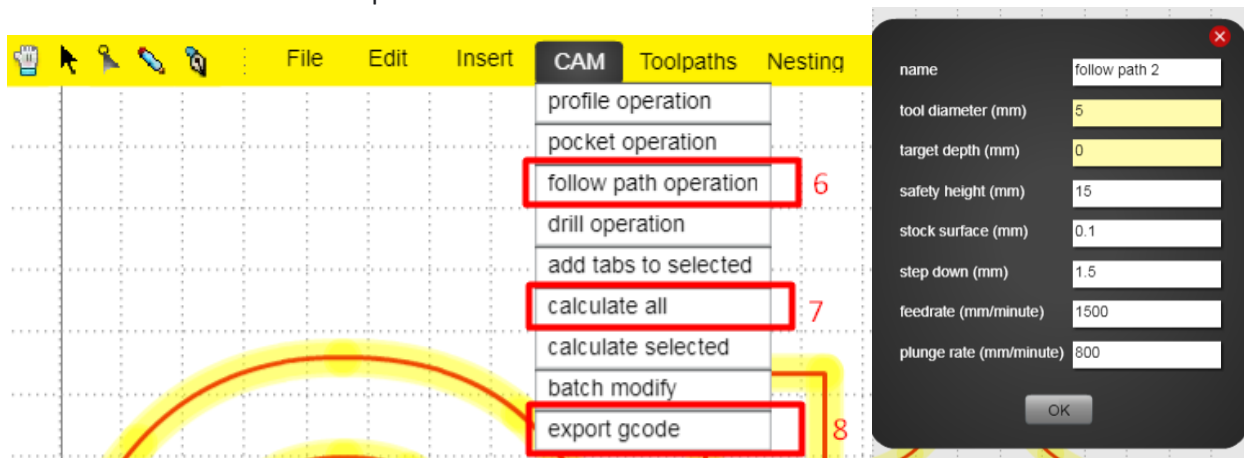 File Edit Insert CAM Toolpaths Nesting
profile operation
pocket operation
follow path operation 6
drill operation
add tabs to selected
calculate all 7
calculate selected
batch modify
export gcode 8
name follow path 2
tool diameter (mm) 5
target depth (mm) 0
safety height (mm) 15
stock surface (mm) 0.1
step down (mm) 1.5
feedrate (mm/minute) 1500
plunge rate (mm/minute) 800
OK